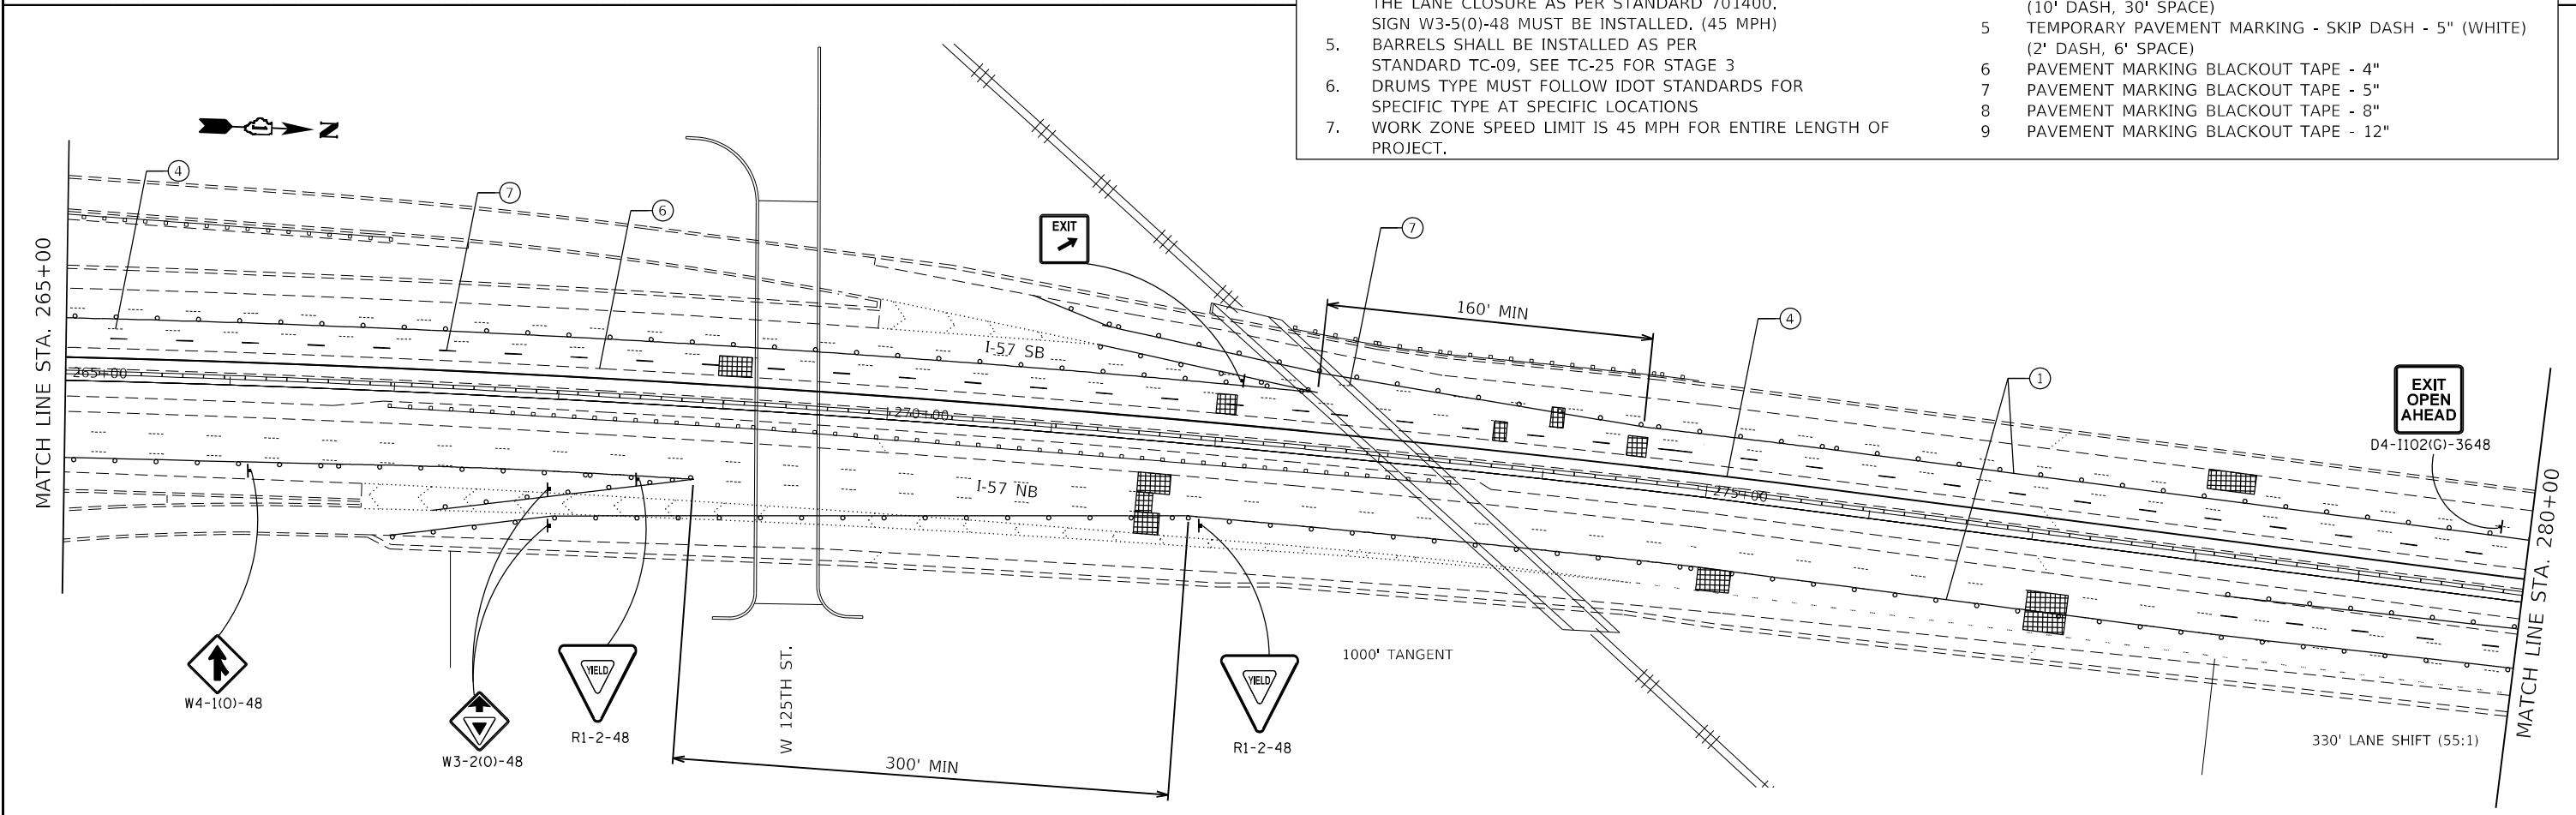 THE LANE CLOSURE AS PER STANDARD 701400.
SIGN W3-5(O)-48 MUST BE INSTALLED. (45 MPH)
5. BARRELS SHALL BE INSTALLED AS PER
STANDARD TC-09, SEE TC-25 FOR STAGE 3
6. DRUMS TYPE MUST FOLLOW IDOT STANDARDS FOR
SPECIFIC TYPE AT SPECIFIC LOCATIONS
7. WORK ZONE SPEED LIMIT IS 45 MPH FOR ENTIRE LENGTH OF
PROJECT.
(10' DASH, 30' SPACE)
5 TEMPORARY PAVEMENT MARKING - SKIP DASH - 5" (WHITE)
(2' DASH, 6' SPACE)
6 PAVEMENT MARKING BLACKOUT TAPE - 4"
7 PAVEMENT MARKING BLACKOUT TAPE - 5"
8 PAVEMENT MARKING BLACKOUT TAPE - 8"
9 PAVEMENT MARKING BLACKOUT TAPE - 12"
N
4
7
6
EXIT
7
160' MIN
4
1
EXIT
OPEN
AHEAD
D4-I102(G)-3648
MATCH LINE STA. 265+00
265+00
I-57 SB
270+00
I-57 NB
275+00
MATCH LINE STA. 280+00
W4-1(O)-48
W3-2(O)-48
YIELD
R1-2-48
W 125TH ST.
300' MIN
YIELD
R1-2-48
1000' TANGENT
330' LANE SHIFT (55:1)